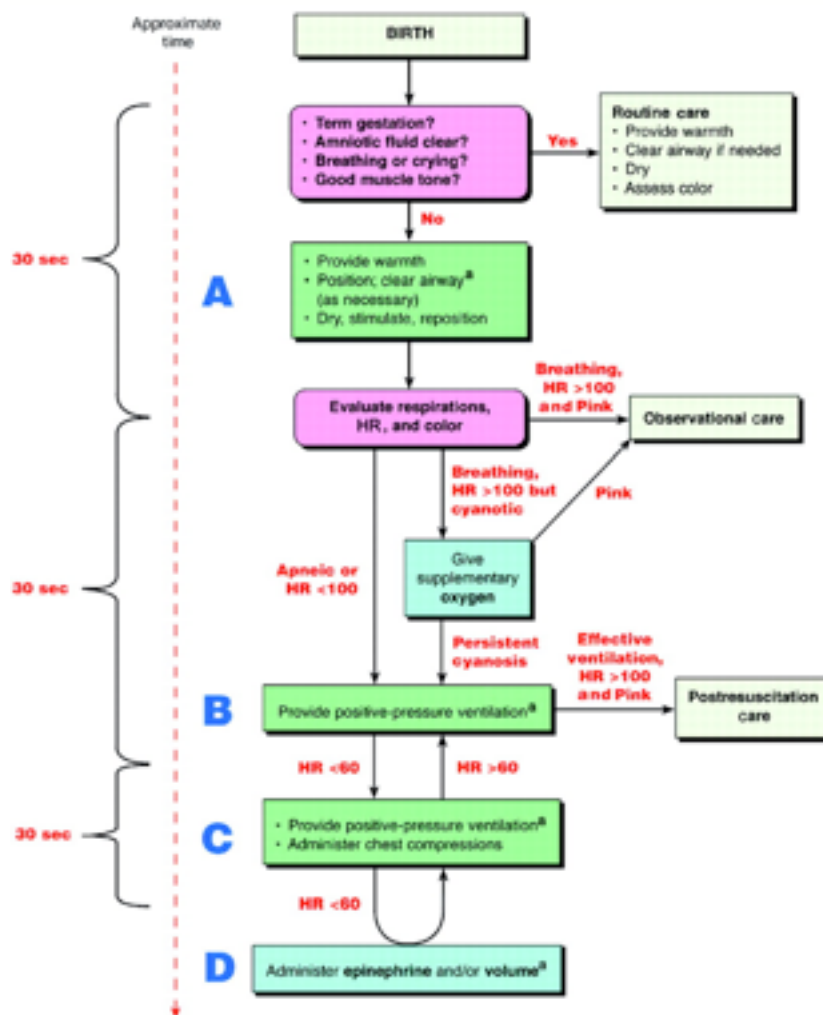 Approximate
time
BIRTH
• Term gestation?
• Amniotic fluid clear?
• Breathing or crying?
• Good muscle tone?
Yes
Routine care
• Provide warmth
• Clear airway if needed
• Dry
• Assess color
No
30 sec
A
• Provide warmth
• Position; clear airwayª
(as necessary)
• Dry, stimulate, reposition
Evaluate respirations,
HR, and color
Breathing,
HR >100
and Pink
Observational care
Breathing,
HR >100 but
cyanotic
Pink
30 sec
Apneic or
HR <100
Give
supplementary
oxygen
Persistent
cyanosis
Effective
ventilation,
HR >100
and Pink
B
Provide positive-pressure ventilationª
Postresuscitation
care
HR <60
HR >60
30 sec
C
• Provide positive-pressure ventilationª
• Administer chest compressions
HR <60
D
Administer epinephrine and/or volumeª